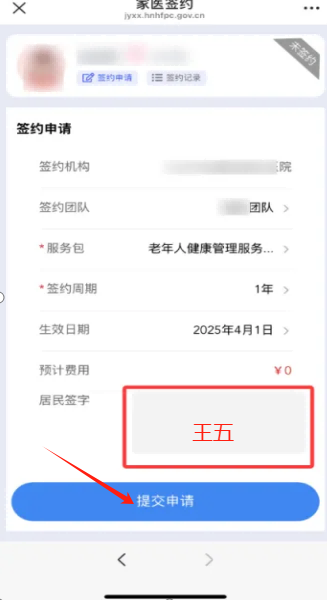 家医签约
jyxx.hnhfpc.gov.cn
未签约
签约申请
签约记录
签约申请
签约机构 院
签约团队 团队
*服务包 老年人健康管理服务...
*签约周期 1年
生效日期 2025年4月1日
预计费用 ¥0
居民签字
王五
提交申请